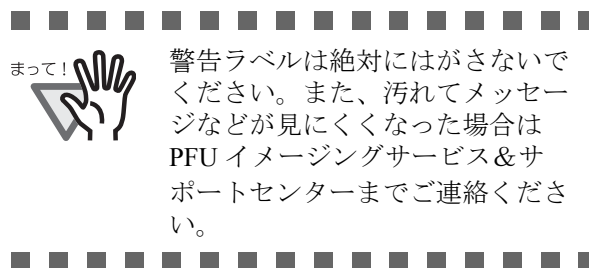 まって！
警告ラベルは絶対にはがさないで
ください。また、汚れてメッセー
ジなどが見にくくなった場合は
PFU イメージングサービス＆サ
ポートセンターまでご連絡くださ
い。